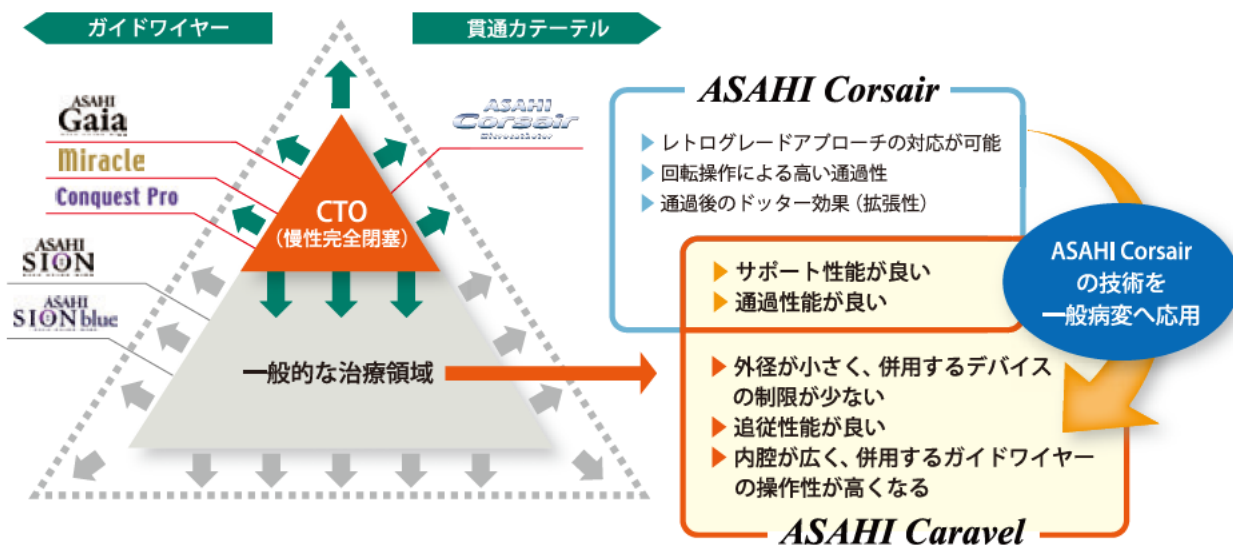 ガイドワイヤー
貫通カテーテル
ASAHI
Gaia
Miracle
Conquest Pro
ASAHI
SION
ASAHI
SION blue
ASAHI
Corsair
CTO
(慢性完全閉塞)
一般的な治療領域
ASAHI Corsair
▶ レトログレードアプローチの対応が可能
▶ 回転操作による高い通過性
▶ 通過後のドッター効果(拡張性)
▶ サポート性能が良い
▶ 通過性能が良い
ASAHI Corsair
の技術を
一般病変へ応用
▶ 外径が小さく、併用するデバイス
の制限が少ない
▶ 追従性能が良い
▶ 内腔が広く、併用するガイドワイヤー
の操作性が高くなる
ASAHI Caravel